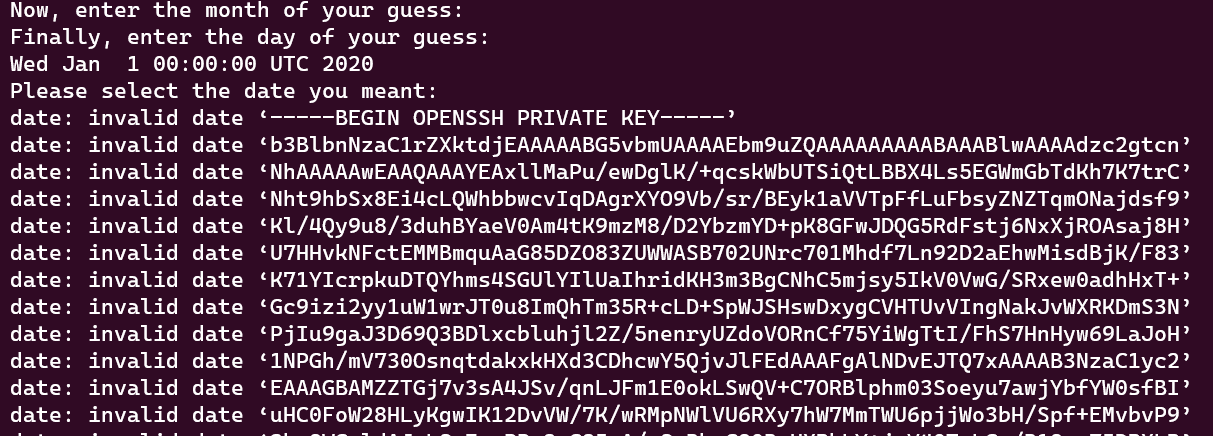 Now, enter the month of your guess:
Finally, enter the day of your guess:
Wed Jan  1 00:00:00 UTC 2020
Please select the date you meant:
date: invalid date ‘-----BEGIN OPENSSH PRIVATE KEY-----’
date: invalid date ‘b3BlbnNzaC1rZXktdjEAAAAABG5vbmUAAAAEbm9uZQAAAAAAAAABAAABlwAAAAdzc2gtcn’
date: invalid date ‘NhAAAAAwEAAQAAAYEAxllMaPu/ewDglK/+qcskWbUTSiQtLBBX4Ls5EGWmGbTdKh7K7trC’
date: invalid date ‘Nht9hbSx8Ei4cLQWhbbwcvIqDAgrXYO9Vb/sr/BEyk1aVVTpFfLuFbsyZNZTqmONajdsf9’
date: invalid date ‘Kl/4Qy9u8/3duhBYaeV0Am4tK9mzM8/D2YbzmYD+pK8GFwJDQG5RdFstj6NxXjROAsaj8H’
date: invalid date ‘U7HHvkNFctEMMBmquAaG85DZO83ZUWWASB702UNrc701Mhdf7Ln92D2aEhwMisdBjK/F83’
date: invalid date ‘K71YIcrpkuDTQYhms4SGUlYIlUaIhridKH3m3BgCNhC5mjsy5IkV0VwG/SRxew0adhHxT+’
date: invalid date ‘Gc9izi2yy1uW1wrJT0u8ImQhTm35R+cLD+SpWJSHswDxygCVHTUvVIngNakJvWXRKDmS3N’
date: invalid date ‘PjIu9gaJ3D69Q3BDlxcbluhjl2Z/5nenryUZdoVORnCf75YiWgTtI/FhS7HnHyw69LaJoH’
date: invalid date ‘1NPGh/mV730OsnqtdakxkHXd3CDhcwY5QjvJlFEdAAAFgAlNDvEJTQ7xAAAAB3NzaC1yc2’
date: invalid date ‘EAAAGBAMZZTGj7v3sA4JSv/qnLJFm1E0okLSwQV+C7ORBlphm03Soeyu7awjYbfYW0sfBI’
date: invalid date ‘uHC0FoW28HLyKgwIK12DvVW/7K/wRMpNWlVU6RXy7hW7MmTWU6pjjWo3bH/Spf+EMvbvP9’